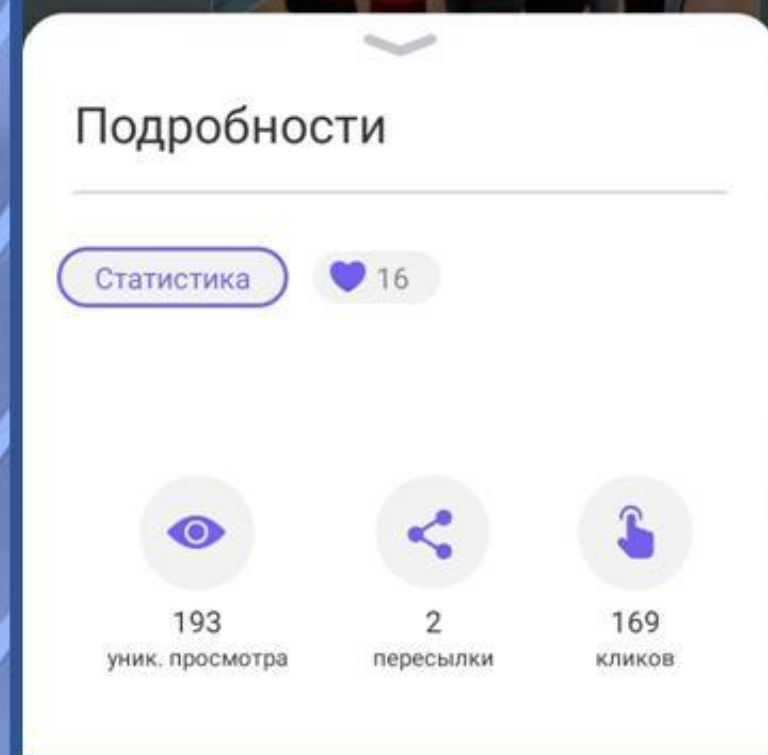 Подробности
Статистика
16
193
уник. просмотра
2
пересылки
169
кликов